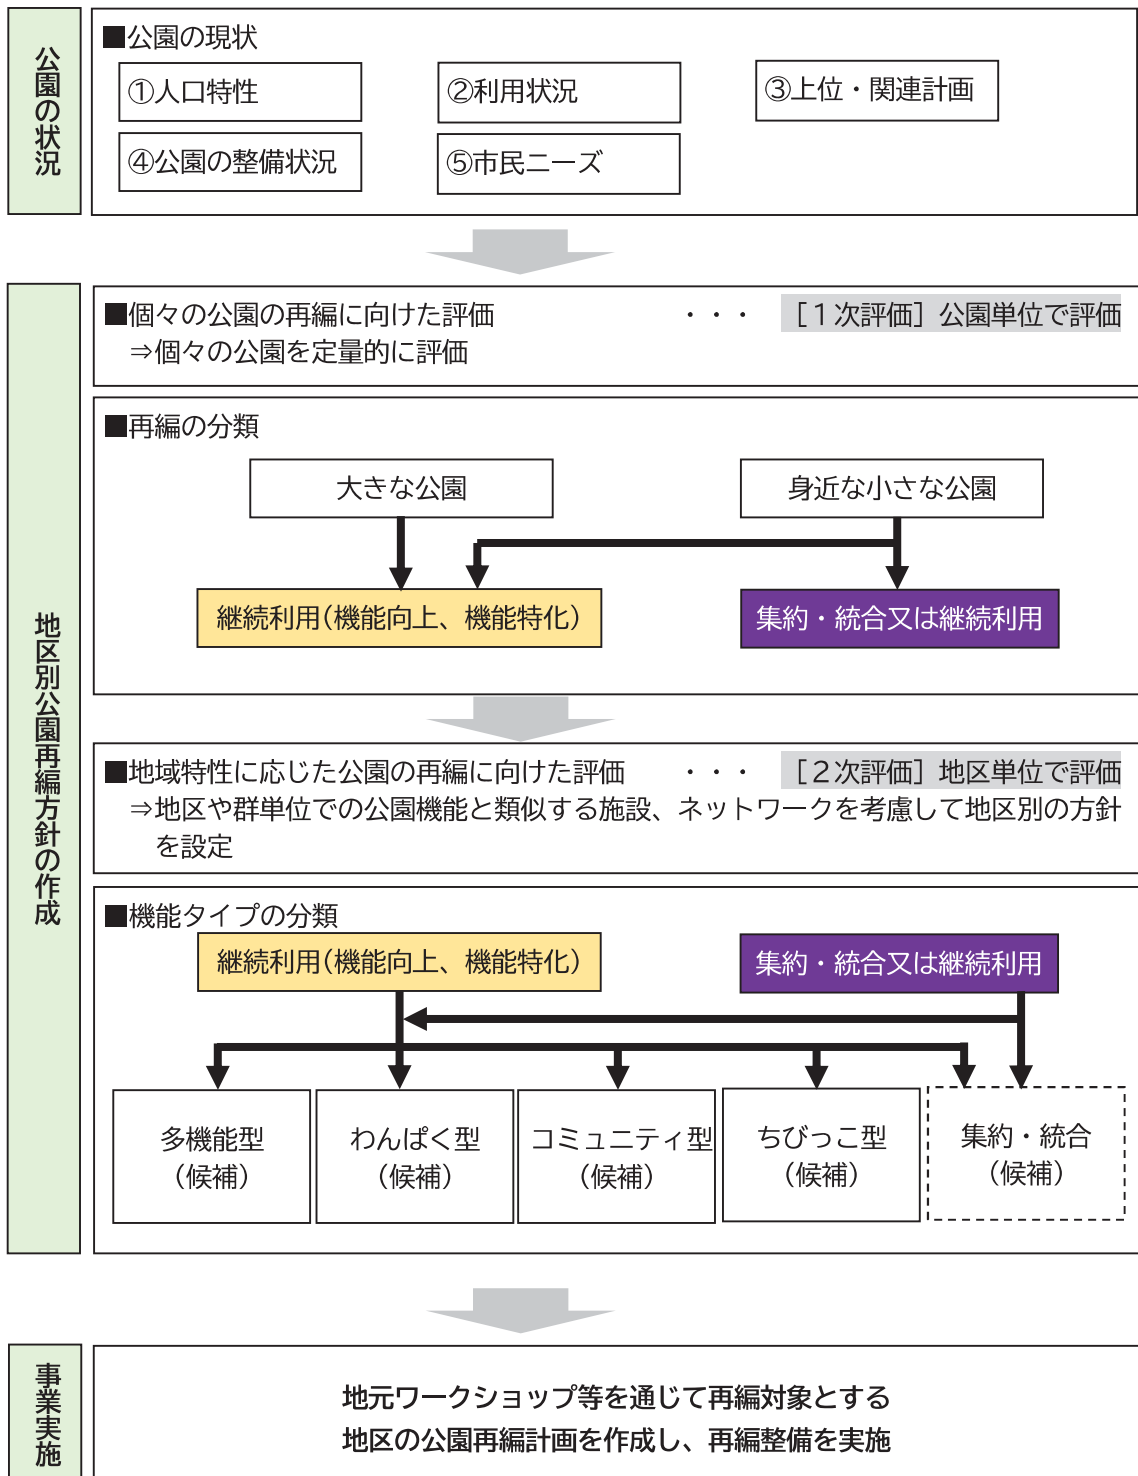 公園の状況
■公園の現状
①人口特性
②利用状況
③上位・関連計画
④公園の整備状況
⑤市民ニーズ
地区別公園再編方針の作成
■個々の公園の再編に向けた評価 ・・・ ［１次評価］公園単位で評価
⇒個々の公園を定量的に評価
■再編の分類
大きな公園
身近な小さな公園
継続利用（機能向上、機能特化）
集約・統合又は継続利用
■地域特性に応じた公園の再編に向けた評価 ・・・ ［２次評価］地区単位で評価
⇒地区や群単位での公園機能と類似する施設、ネットワークを考慮して地区別の方針
を設定
■機能タイプの分類
継続利用（機能向上、機能特化）
集約・統合又は継続利用
多機能型
（候補）
わんぱく型
（候補）
コミュニティ型
（候補）
ちびっこ型
（候補）
集約・統合
（候補）
事業実施
地元ワークショップ等を通じて再編対象とする
地区の公園再編計画を作成し、再編整備を実施